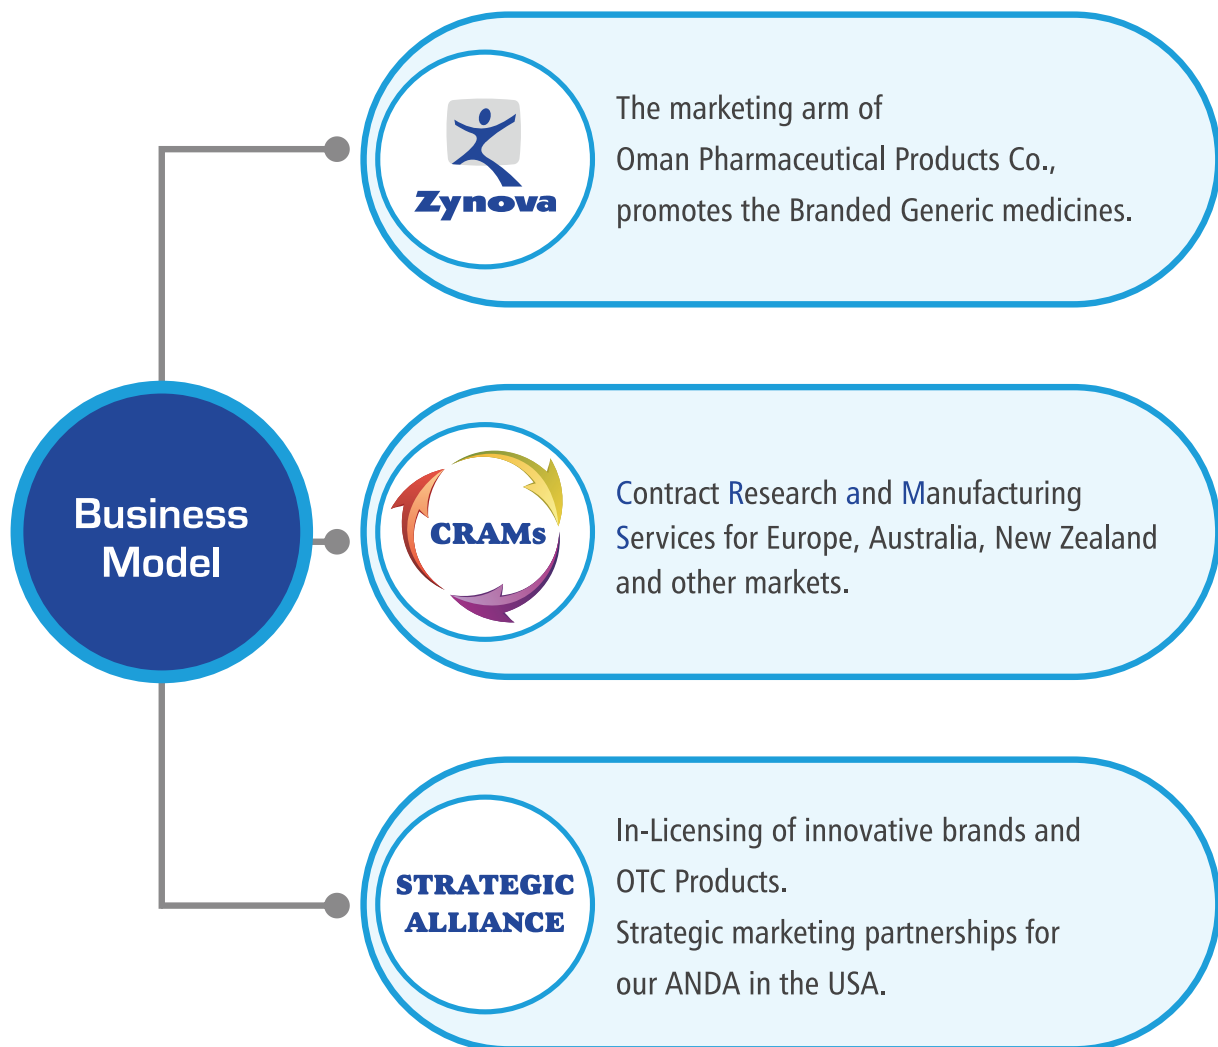 Zynova
The marketing arm of
Oman Pharmaceutical Products Co.,
promotes the Branded Generic medicines.
Business
Model
CRAMs
Contract Research and Manufacturing
Services for Europe, Australia, New Zealand
and other markets.
STRATEGIC
ALLIANCE
In-Licensing of innovative brands and
OTC Products.
Strategic marketing partnerships for
our ANDA in the USA.